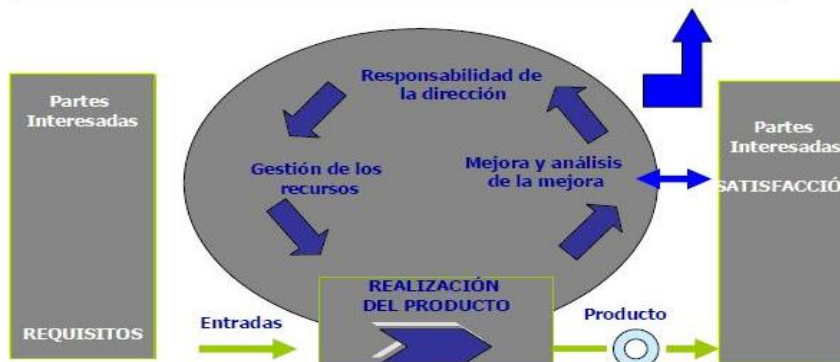 Partes
Interesadas
REQUISITOS
Responsabilidad de
la dirección
Gestión de los
recursos
Mejora y análisis
de la mejora
REALIZACIÓN
DEL PRODUCTO
Entradas
Producto
Partes
Interesadas
SATISFACCIÓ